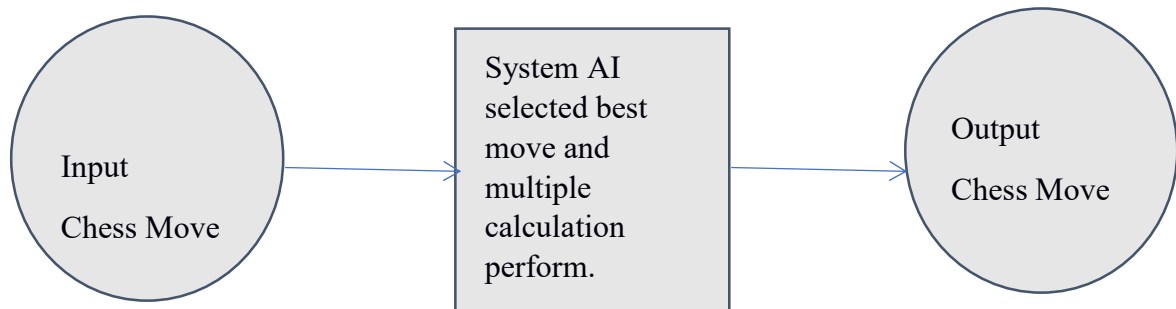 Input
Chess Move
System AI
selected best
move and
multiple
calculation
perform.
Output
Chess Move